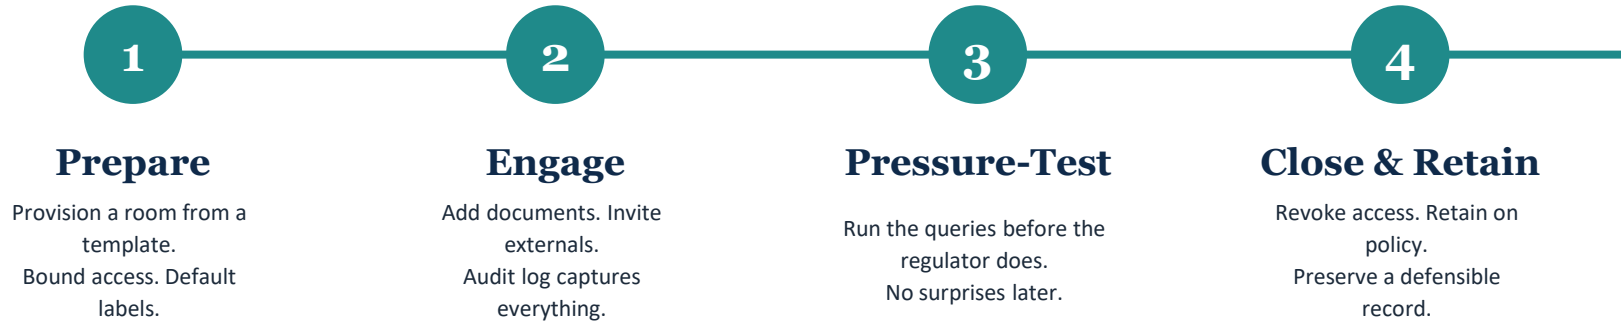 1
2
3
4
Prepare
Provision a room from a
template.
Bound access. Default
labels.
Engage
Add documents. Invite
externals.
Audit log captures
everything.
Pressure-Test
Run the queries before the
regulator does.
No surprises later.
Close & Retain
Revoke access. Retain on
policy.
Preserve a defensible
record.